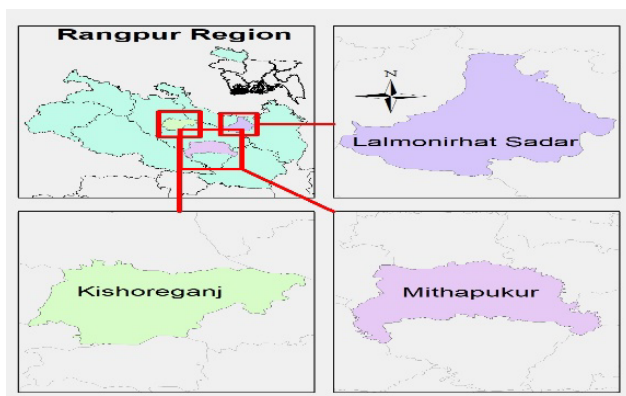 Rangpur Region
N
Lalmonirhat Sadar
Kishoreganj
Mithapukur